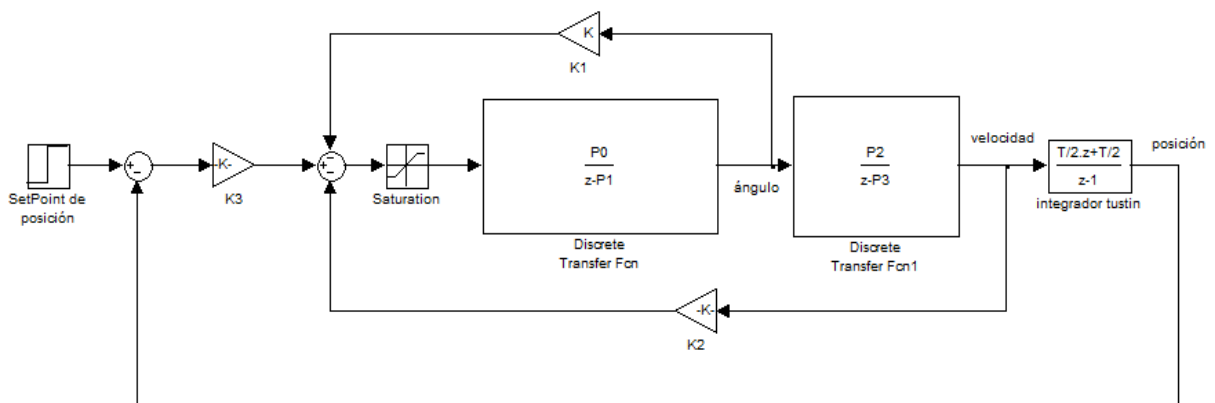 K
K1
P0
z-P1
Discrete
Transfer Fcn
P2
z-P3
Discrete
Transfer Fcn1
velocidad
posición
T/2.z+T/2
z-1
integrador tustin
ángulo
+
−
-K-
K3
−
+
−
Saturation
SetPoint de
posición
-K-
K2